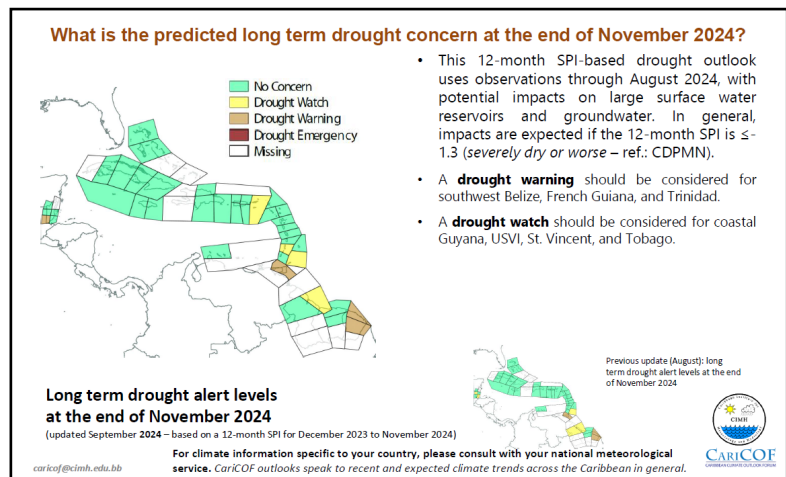 What is the predicted long term drought concern at the end of November 2024?
No Concern
Drought Watch
Drought Warning
Drought Emergency
Missing
• This 12-month SPI-based drought outlook
uses observations through August 2024, with
potential impacts on large surface water
reservoirs and groundwater. In general,
impacts are expected if the 12-month SPI is ≤-
1.3 (severely dry or worse – ref.: CDPMN).
• A drought warning should be considered for
southwest Belize, French Guiana, and Trinidad.
• A drought watch should be considered for coastal
Guyana, USVI, St. Vincent, and Tobago.
Previous update (August): long
term drought alert levels at the end
of November 2024
Long term drought alert levels
at the end of November 2024
(updated September 2024 – based on a 12-month SPI for December 2023 to November 2024)
CIMH
For climate information specific to your country, please consult with your national meteorological
service. CariCOF outlooks speak to recent and expected climate trends across the Caribbean in general.
caricof@cimh.edu.bb
CARICOF
CARIBBEAN CLIMATE OUTLOOK FORUM